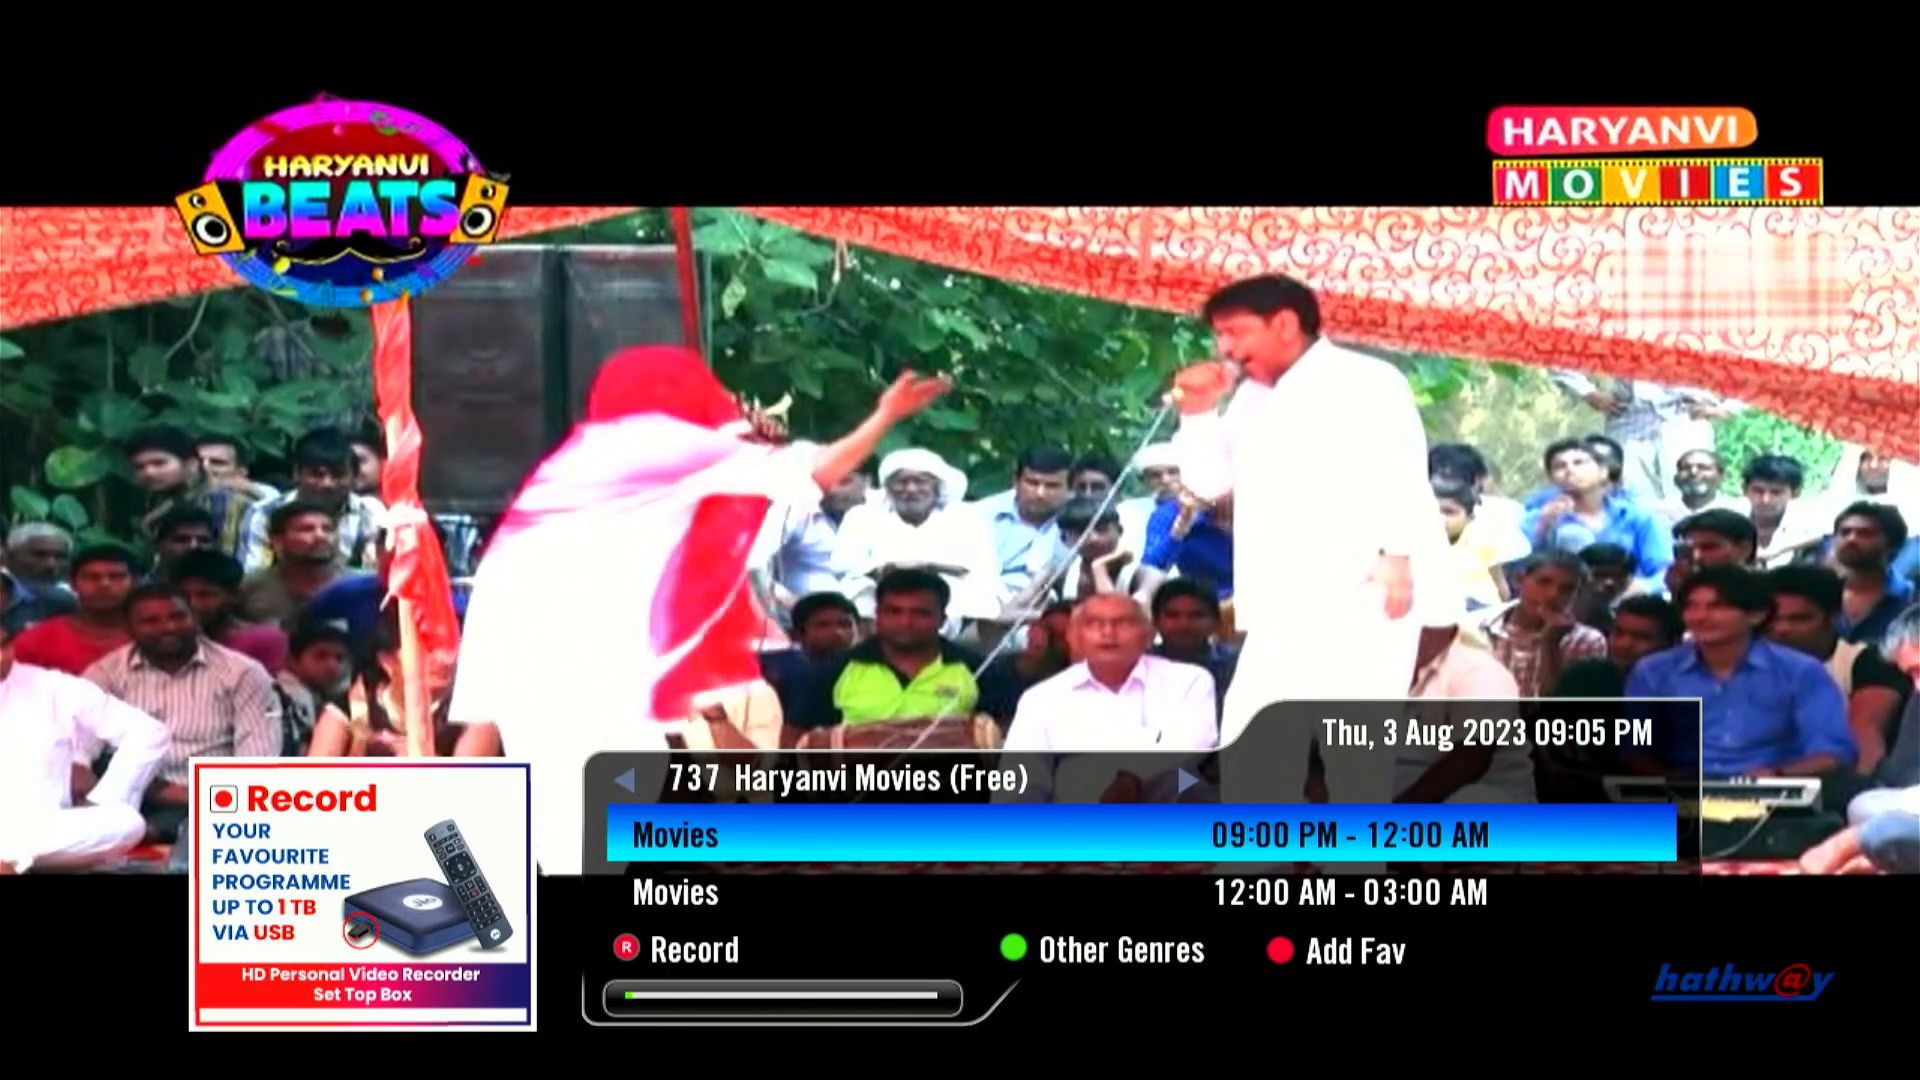 HARYANVI
BEATS
HARYANVI
MOVIES
Thu, 3 Aug 2023 09:05 PM
737 Haryanvi Movies (Free)
Movies 09:00 PM - 12:00 AM
Movies 12:00 AM - 03:00 AM
R Record Other Genres Add Fav
Record
YOUR
FAVOURITE
PROGRAMME
UP TO 1 TB
VIA USB
HD Personal Video Recorder
Set Top Box
hathw@y